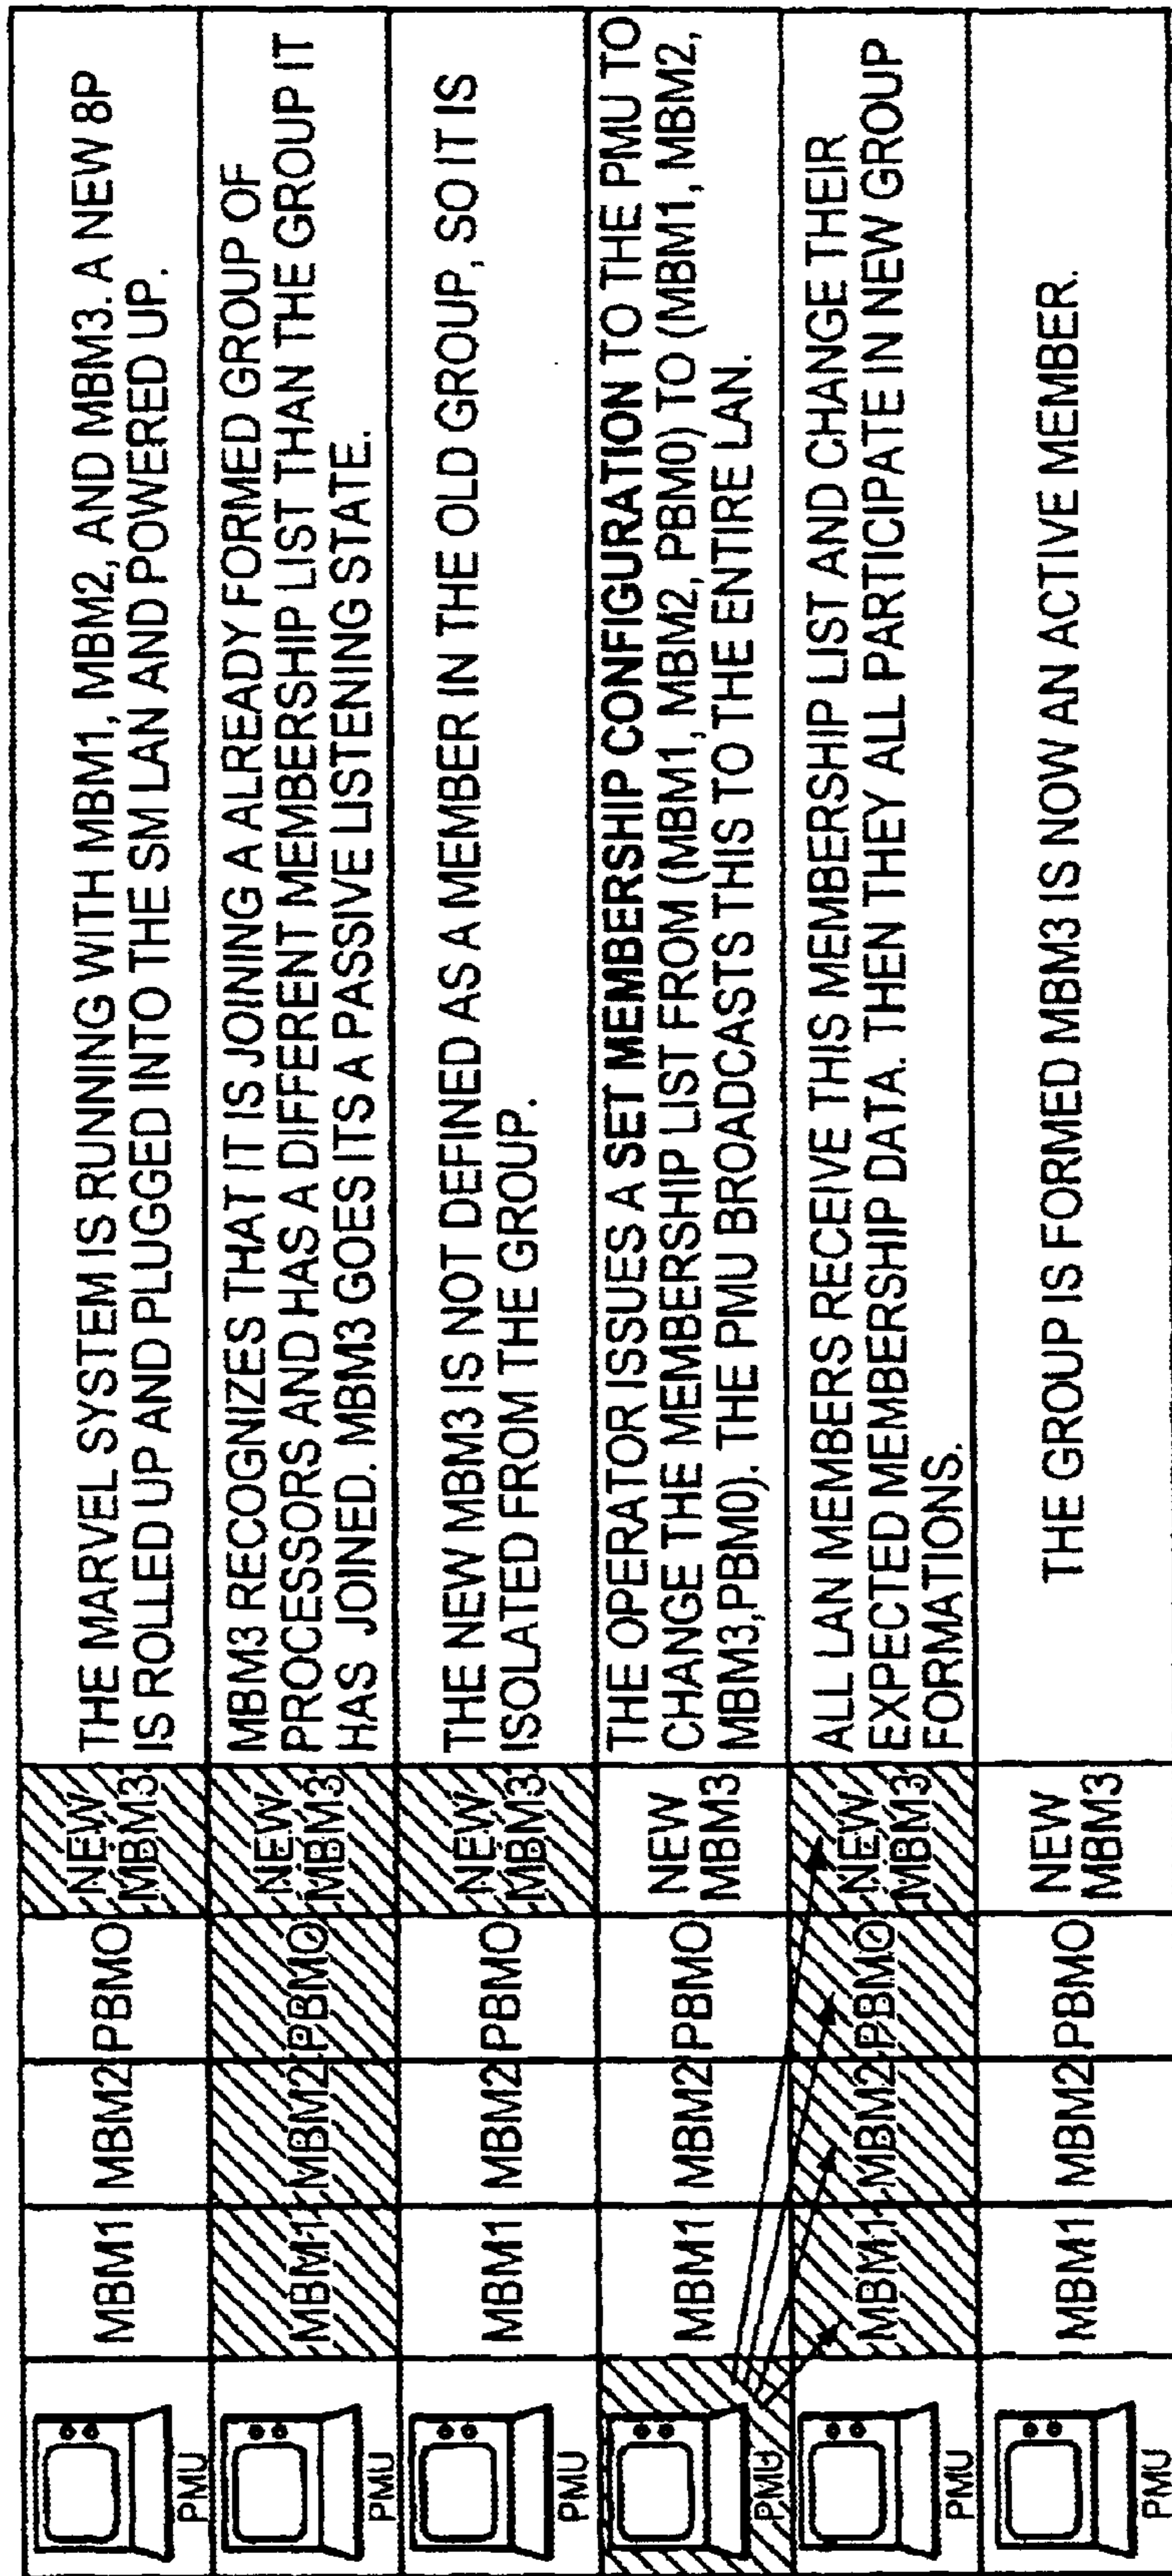 PMU
MBM1
MBM2
PBMO
NEW
MBM3
THE MARVEL SYSTEM IS RUNNING WITH MBM1, MBM2, AND MBM3. A NEW 8P
IS ROLLED UP AND PLUGGED INTO THE SM LAN AND POWERED UP.
PMU
MBM1
MBM2
PBMO
NEW
MBM3
MBM3 RECOGNIZES THAT IT IS JOINING A ALREADY FORMED GROUP OF
PROCESSORS AND HAS A DIFFERENT MEMBERSHIP LIST THAN THE GROUP IT
HAS JOINED. MBM3 GOES ITS A PASSIVE LISTENING STATE.
PMU
MBM1
MBM2
PBMO
NEW
MBM3
THE NEW MBM3 IS NOT DEFINED AS A MEMBER IN THE OLD GROUP, SO IT IS
ISOLATED FROM THE GROUP.
PMU
MBM1
MBM2
PBMO
NEW
MBM3
THE OPERATOR ISSUES A SET MEMBERSHIP CONFIGURATION TO THE PMU TO
CHANGE THE MEMBERSHIP LIST FROM (MBM1, MBM2, PBM0) TO (MBM1, MBM2,
MBM3,PBM0). THE PMU BROADCASTS THIS TO THE ENTIRE LAN.
PMU
MBM1
MBM2
PBMO
NEW
MBM3
ALL LAN MEMBERS RECEIVE THIS MEMBERSHIP LIST AND CHANGE THEIR
EXPECTED MEMBERSHIP DATA. THEN THEY ALL PARTICIPATE IN NEW GROUP
FORMATIONS.
PMU
MBM1
MBM2
PBMO
NEW
MBM3
THE GROUP IS FORMED MBM3 IS NOW AN ACTIVE MEMBER.